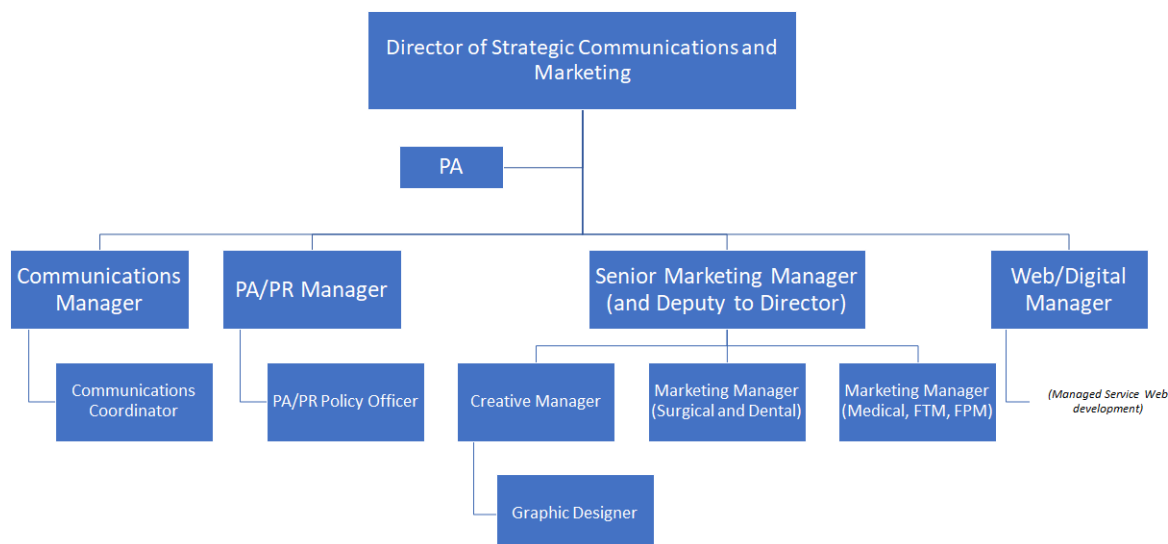 Director of Strategic Communications and
Marketing
PA
Communications
Manager
PA/PR Manager
Senior Marketing Manager
(and Deputy to Director)
Web/Digital
Manager
Communications
Coordinator
PA/PR Policy Officer
Creative Manager
Marketing Manager
(Surgical and Dental)
Marketing Manager
(Medical, FTM, FPM)
(Managed Service Web
development)
Graphic Designer